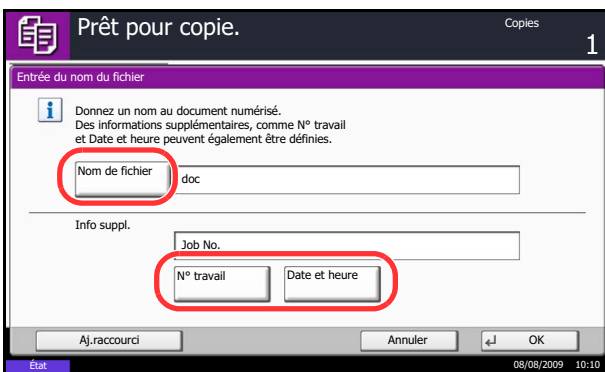 Prêt pour copie.
Copies
1
Entrée du nom du fichier
Donnez un nom au document numérisé.
Des informations supplémentaires, comme N° travail
et Date et heure peuvent également être définies.
Nom de fichier
doc
Info suppl.
Job No.
N° travail
Date et heure
Aj.raccourci
Annuler
OK
État
08/08/2009 10:10